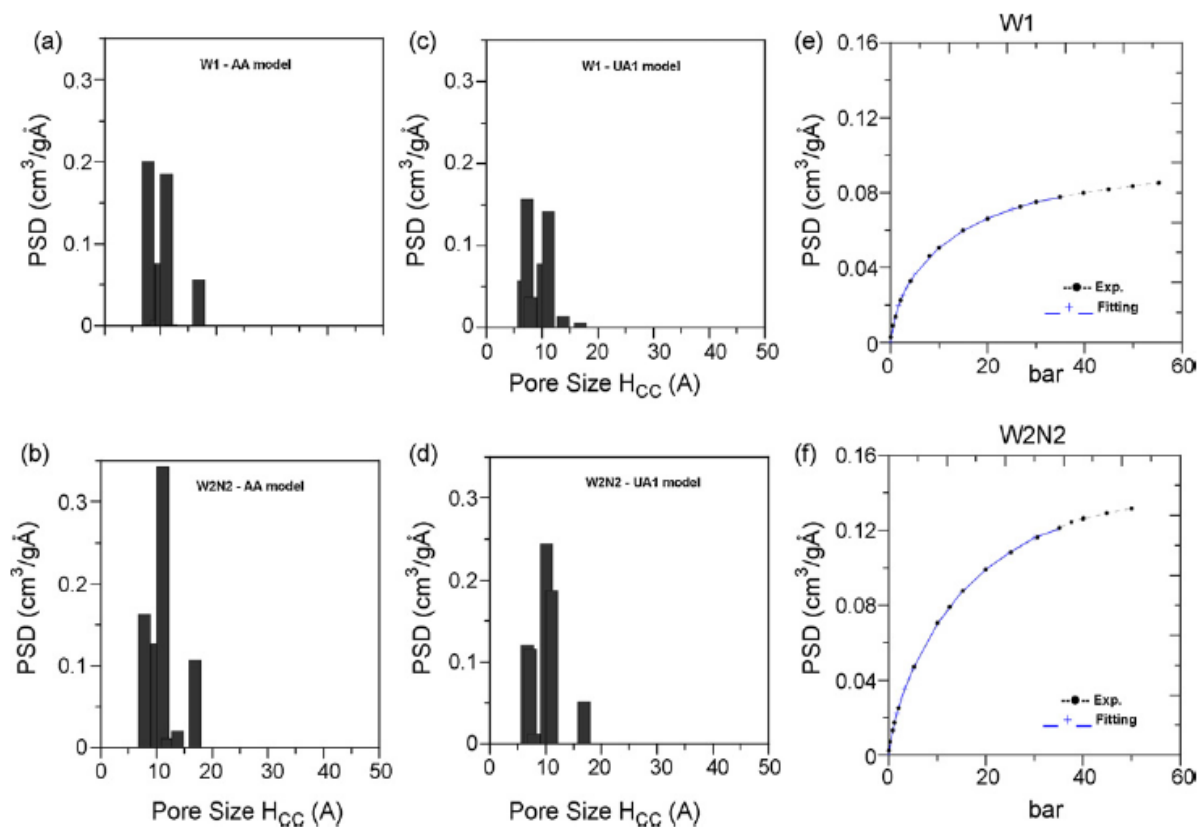 (a)
W1 - AA model
PSD (cm³/gÅ)
0.3
0.2
0.1
0
(c)
W1 - UA1 model
PSD (cm³/gÅ)
0.3
0.2
0.1
0
0 10 20 30 40 50
Pore Size HCC (A)
(e)
W1
PSD (cm³/gÅ)
0.16
0.12
0.08
0.04
0
--●-- Exp.
— + — Fitting
0 20 40 60
bar
(b)
W2N2 - AA model
PSD (cm³/gÅ)
0.3
0.2
0.1
0
0 10 20 30 40 50
Pore Size HCC (A)
(d)
W2N2 - UA1 model
PSD (cm³/gÅ)
0.3
0.2
0.1
0
0 10 20 30 40 50
Pore Size HCC (A)
(f)
W2N2
PSD (cm³/gÅ)
0.16
0.12
0.08
0.04
0
--●-- Exp.
— + — Fitting
0 20 40 60
bar